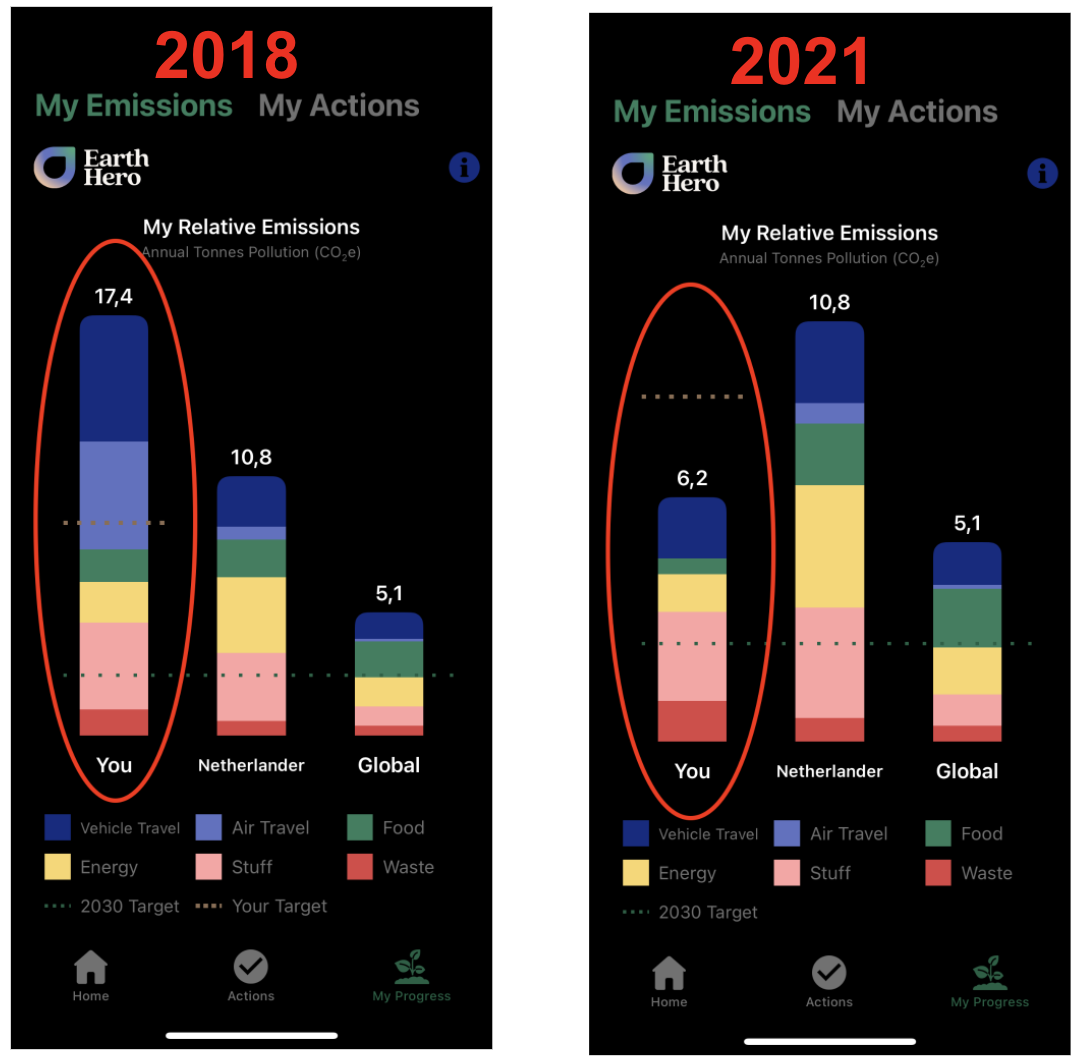 2018
My Emissions My Actions
Earth
Hero
i
My Relative Emissions
Annual Tonnes Pollution (CO₂e)
17,4
10,8
5,1
You Netherlander Global
Vehicle Travel Air Travel Food
Energy Stuff Waste
2030 Target Your Target
Home Actions My Progress
2021
My Emissions My Actions
Earth
Hero
i
My Relative Emissions
Annual Tonnes Pollution (CO₂e)
10,8
6,2
5,1
You Netherlander Global
Vehicle Travel Air Travel Food
Energy Stuff Waste
2030 Target
Home Actions My Progress